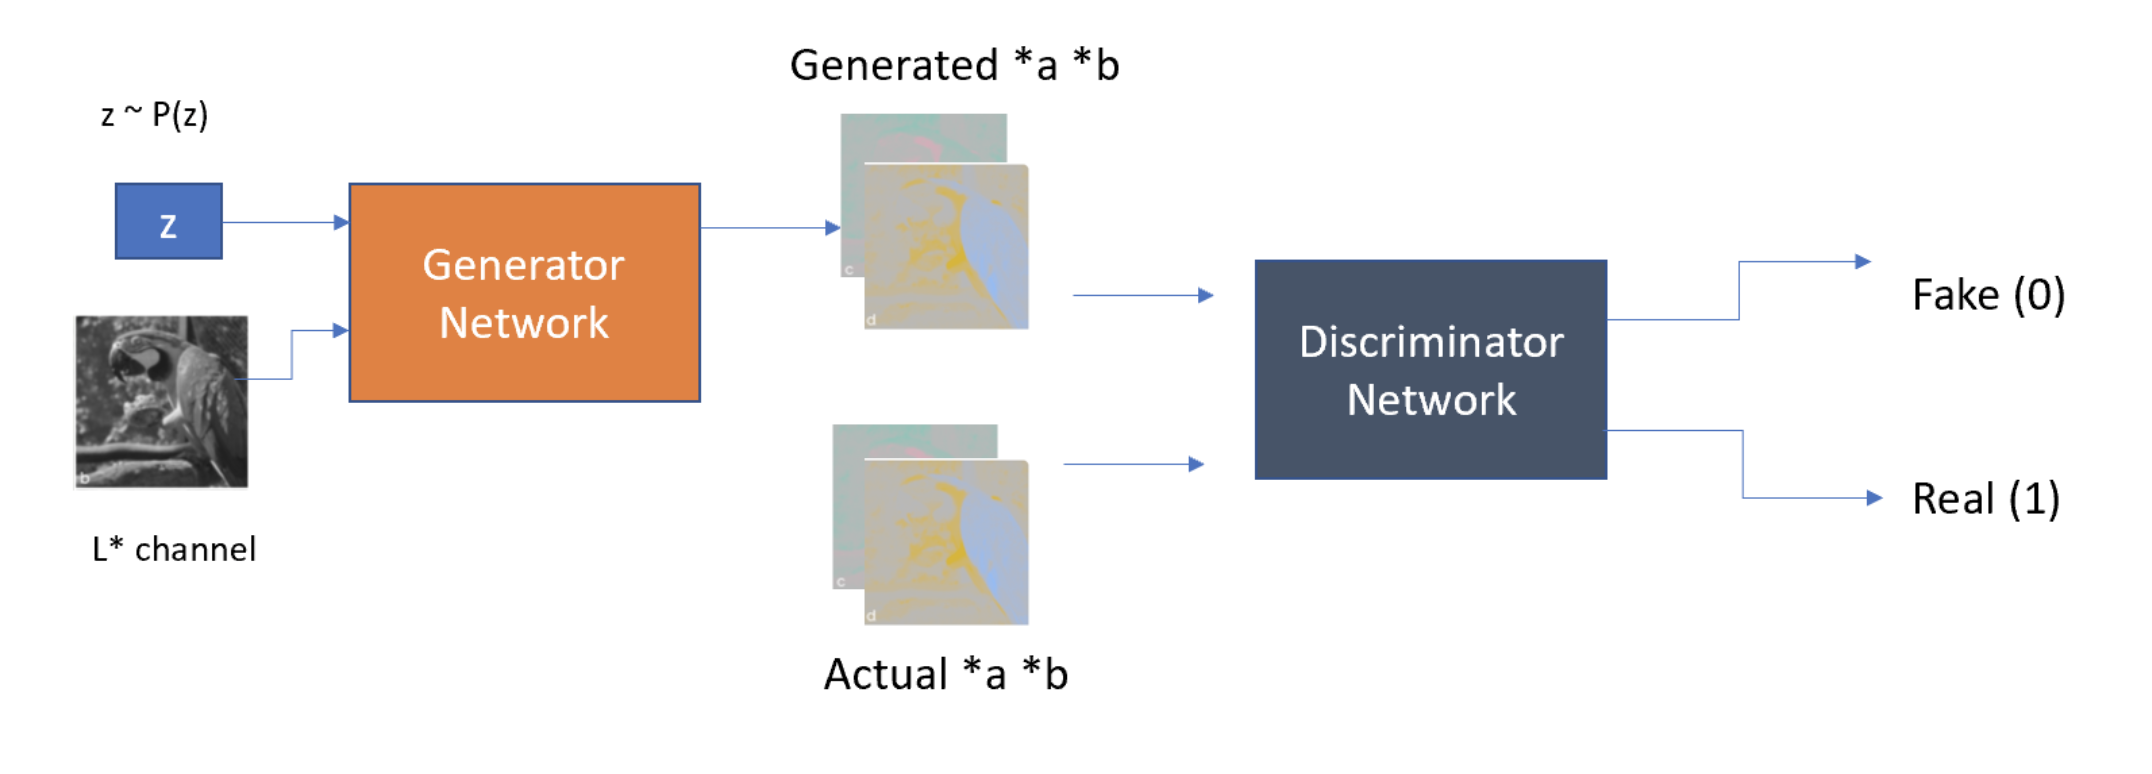 Generated *a *b
z ~ P(z)
z
Generator
Network
c
d
Fake (0)
Discriminator
Network
b
Real (1)
L* channel
c
d
Actual *a *b